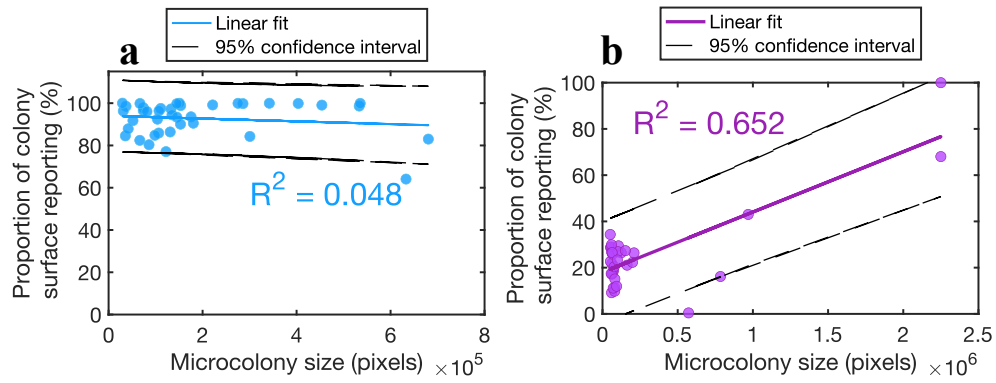 a
Linear fit
95% confidence interval
Proportion of colony
surface reporting (%)
100
80
60
40
20
0
R² = 0.048
0
2
4
6
8
Microcolony size (pixels)
×10⁵
b
Linear fit
95% confidence interval
Proportion of colony
surface reporting (%)
100
80
60
40
20
0
R² = 0.652
0
0.5
1
1.5
2
2.5
Microcolony size (pixels)
×10⁶